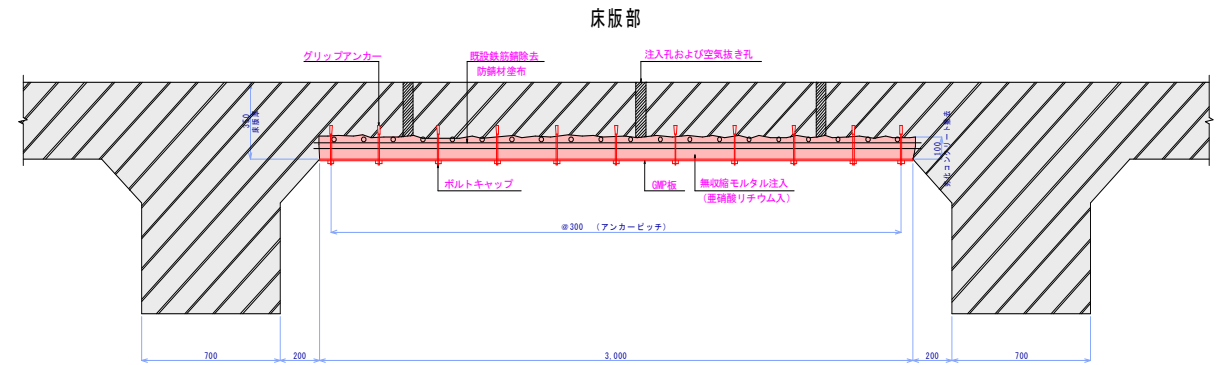 床版部
グリップアンカー
既設鉄筋錆除去
防錆材塗布
注入孔および空気抜き孔
床版厚
100
ボルトキャップ
GMP板
無収縮モルタル注入
(亜硝酸リチウム入)
@300 (アンカーピッチ)
700
200
3,000
200
700